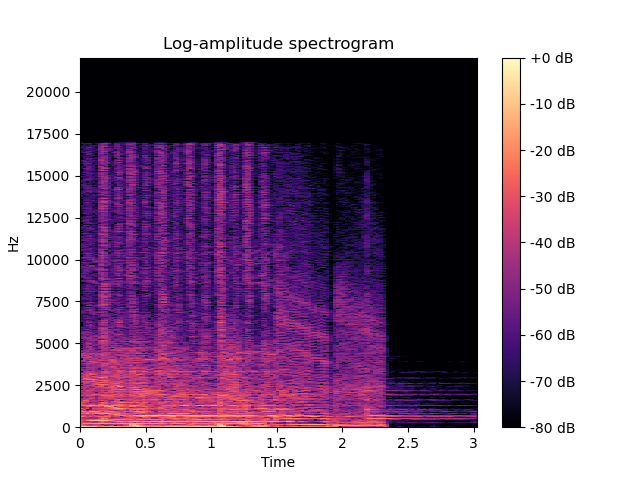 Log-amplitude spectrogram
+0 dB
20000
-10 dB
17500
-20 dB
15000
-30 dB
12500
Hz
-40 dB
10000
-50 dB
7500
-60 dB
5000
-70 dB
2500
0
-80 dB
0 0.5 1 1.5 2 2.5 3
Time